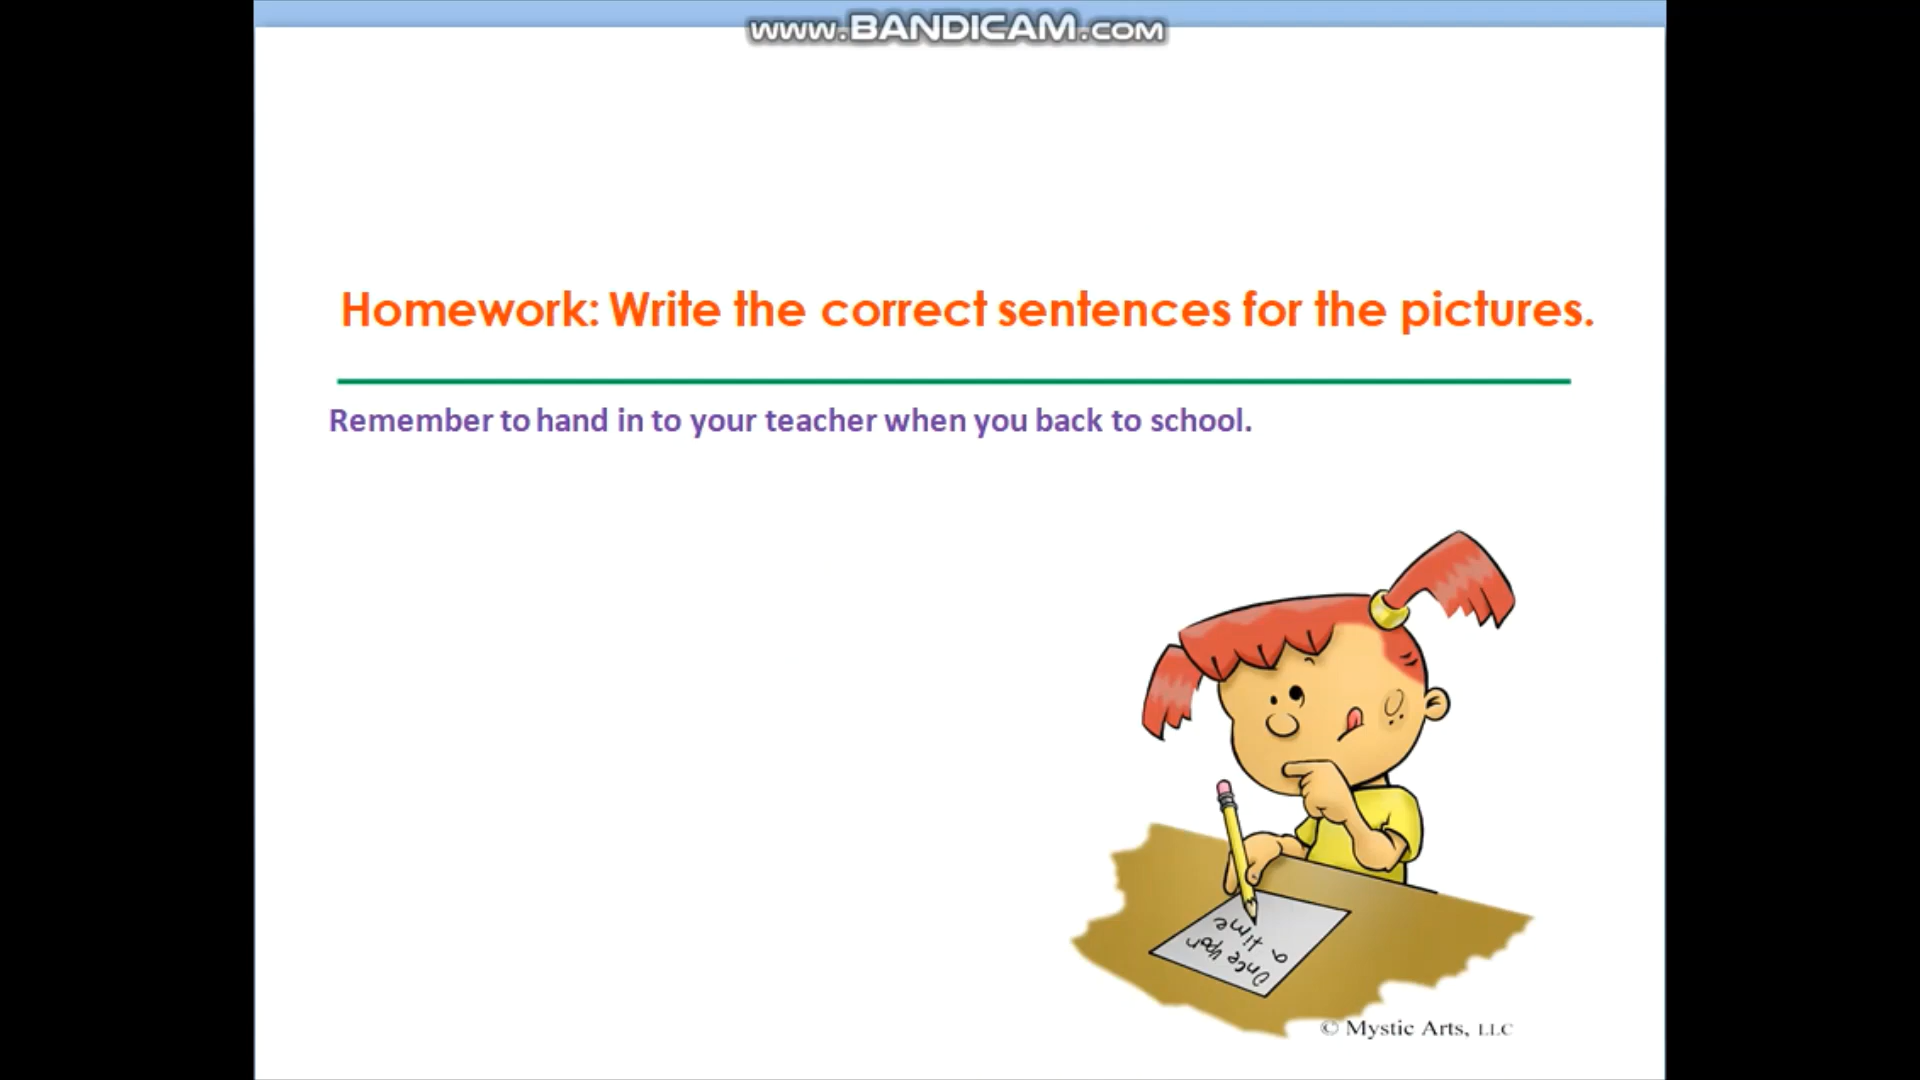 www.BANDICAM.com
Homework: Write the correct sentences for the pictures.
Remember to hand in to your teacher when you back to school.
Once upon
a time
© Mystic Arts, LLC